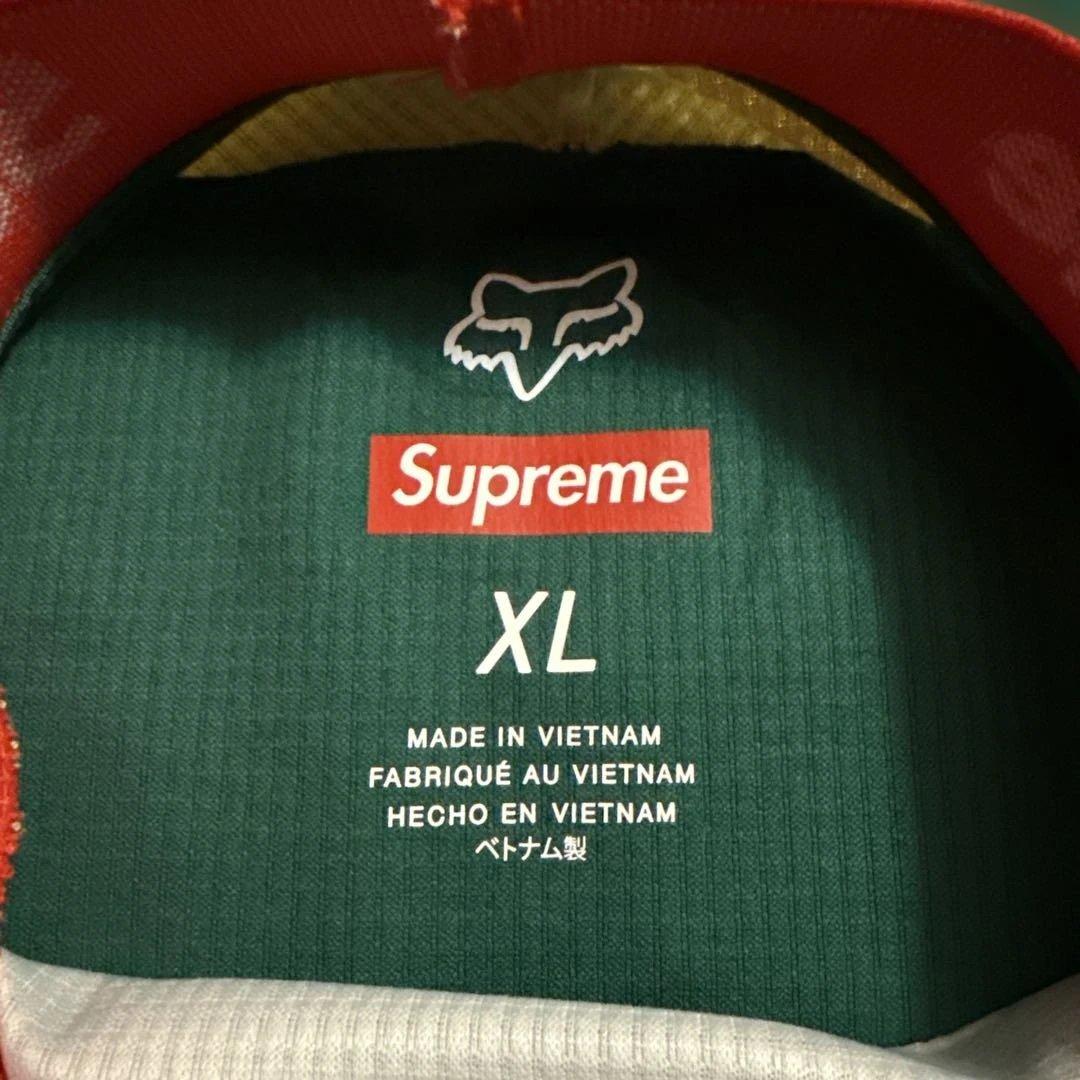 Supreme
XL
MADE IN VIETNAM
FABRIQUÉ AU VIETNAM
HECHO EN VIETNAM
ベトナム製